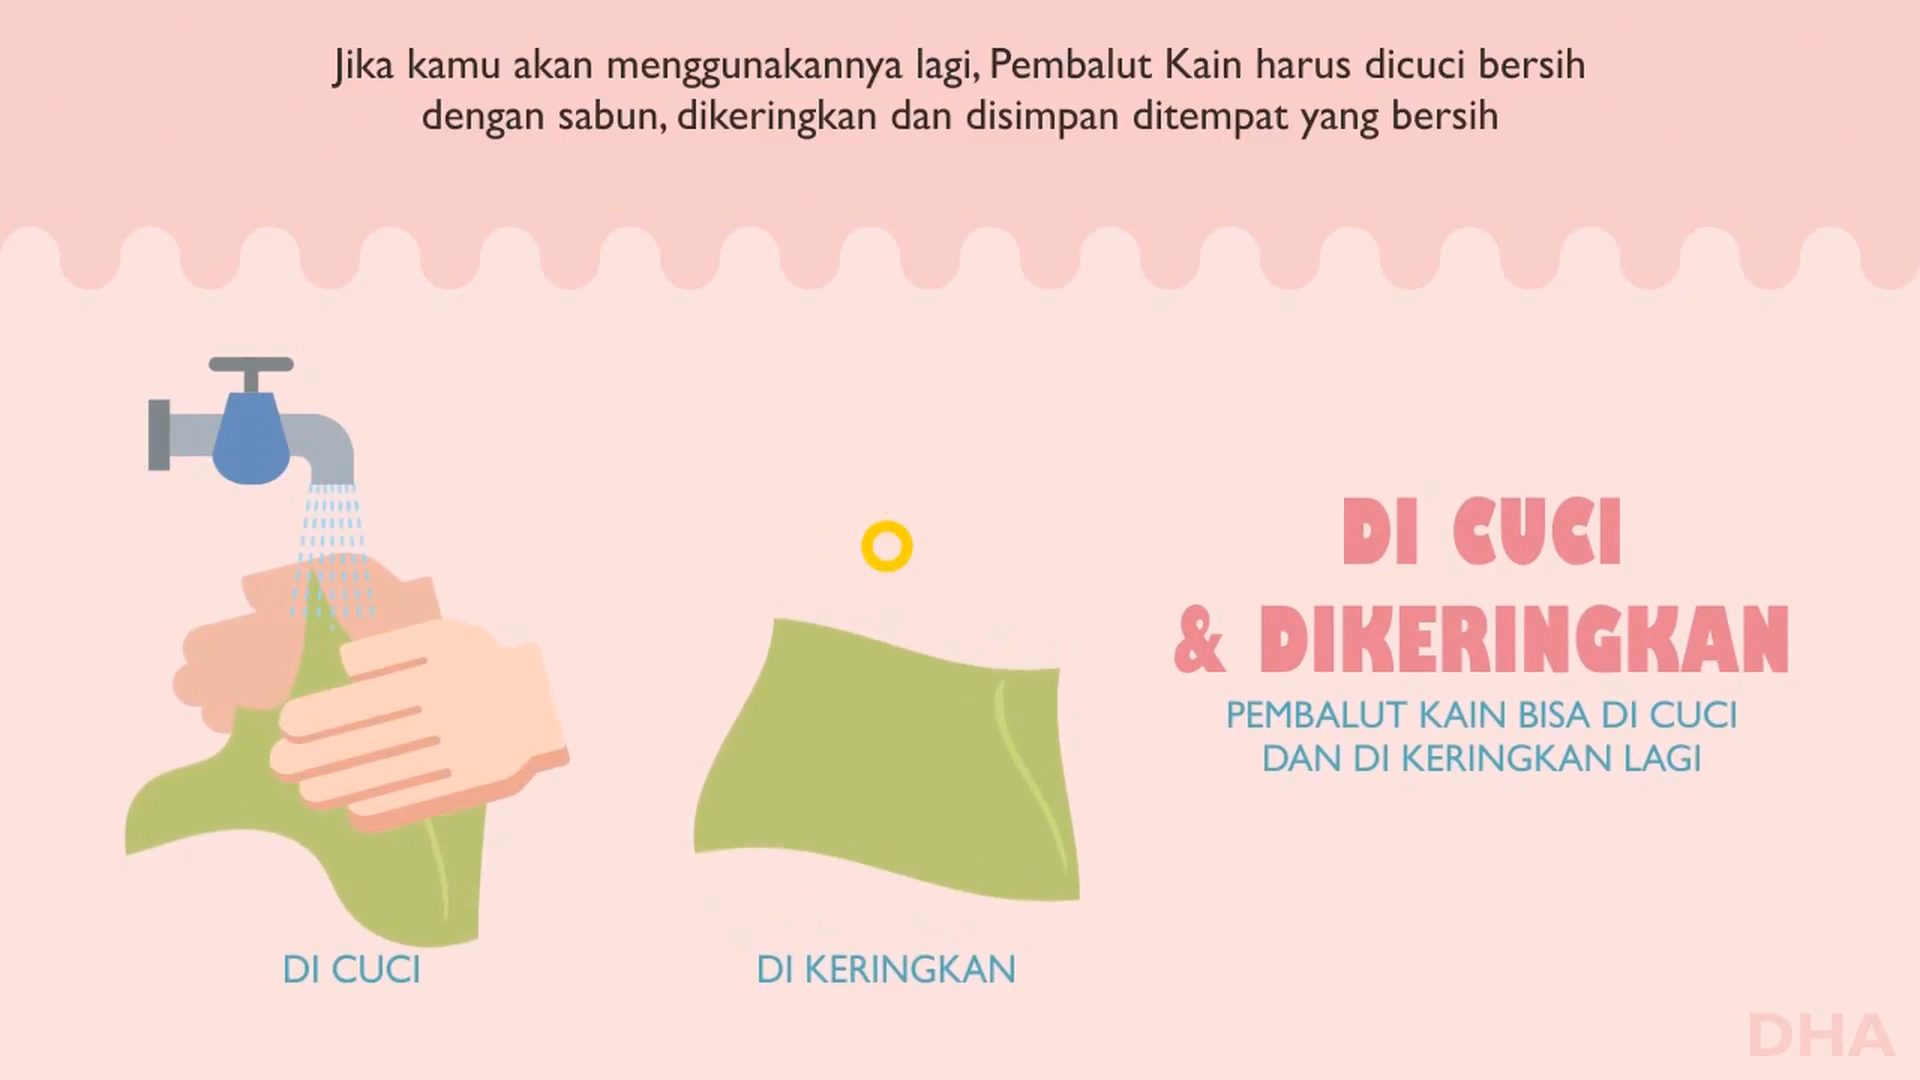 Jika kamu akan menggunakannya lagi, Pembalut Kain harus dicuci bersih
dengan sabun, dikeringkan dan disimpan ditempat yang bersih
DI CUCI
& DIKERINGKAN
PEMBALUT KAIN BISA DI CUCI
DAN DI KERINGKAN LAGI
DI CUCI
DI KERINGKAN
DHA